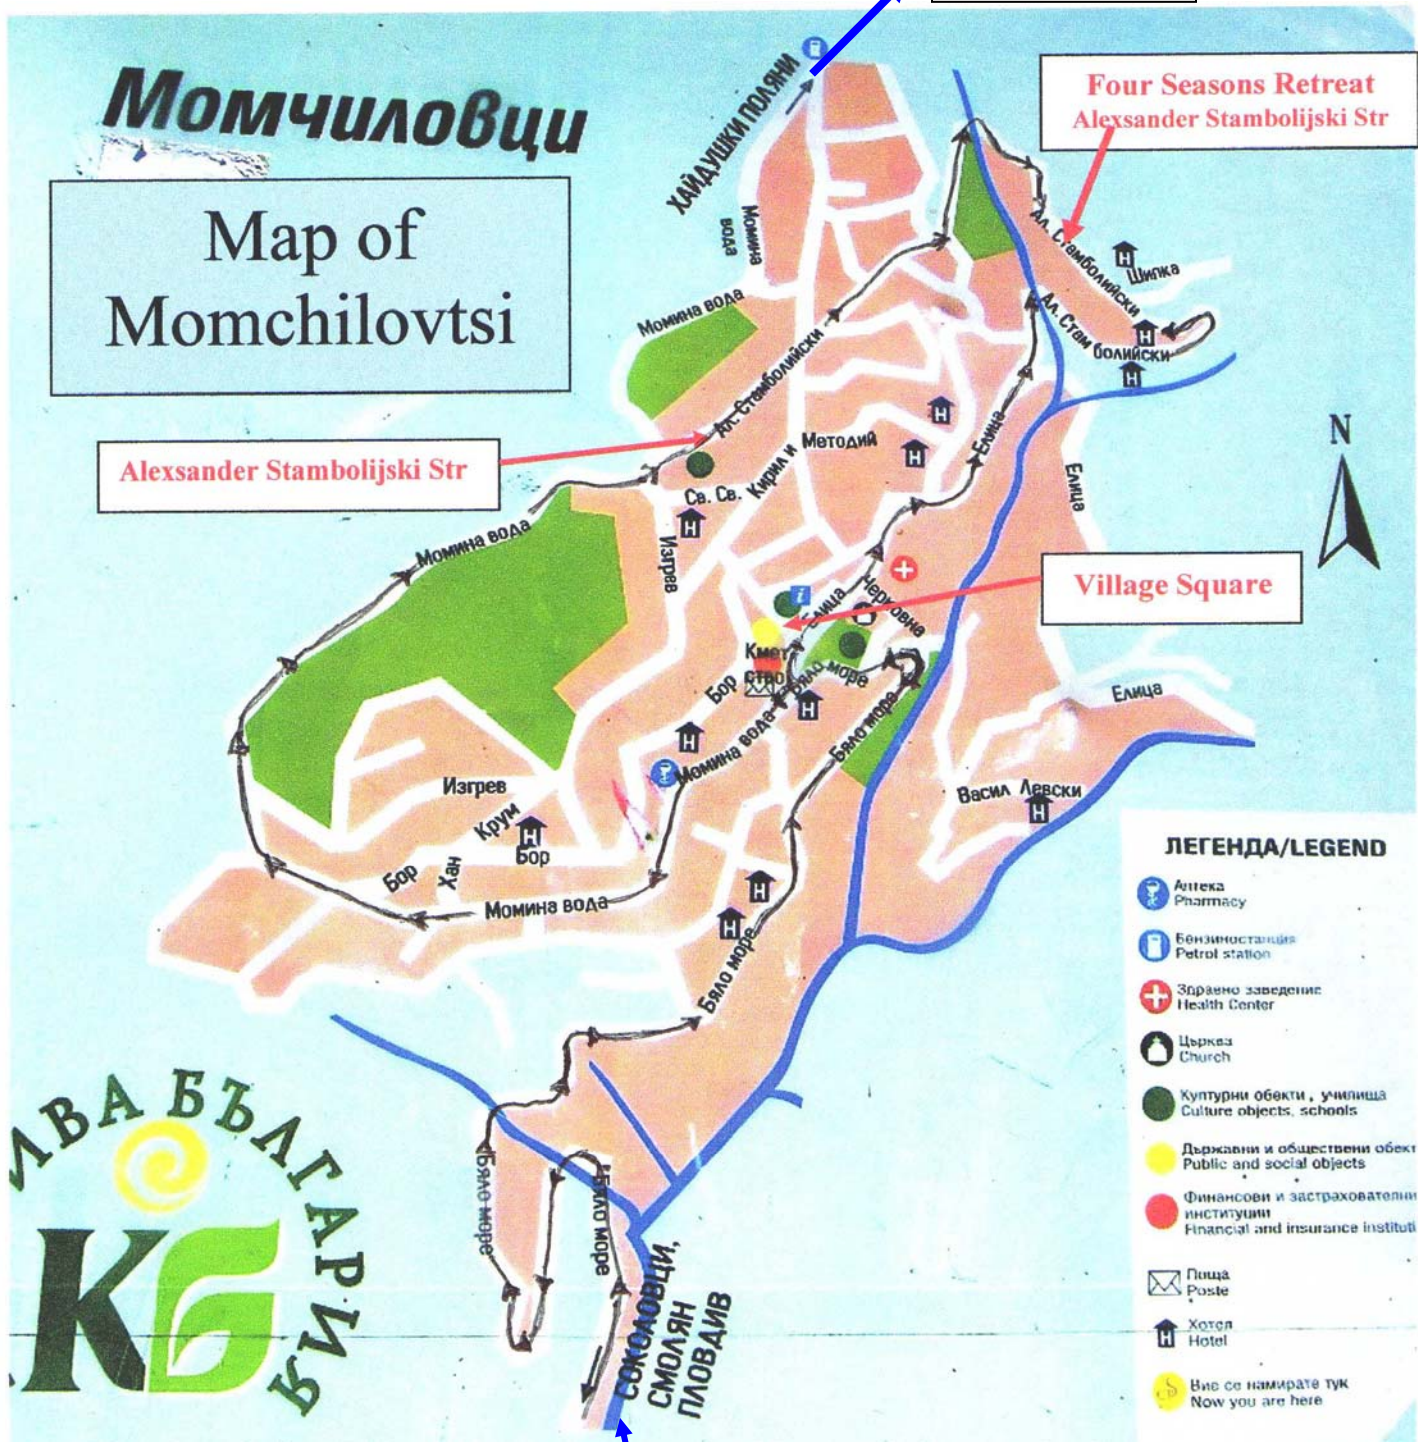 Момчиловци
Map of
Momchilovtsi
Four Seasons Retreat
Alexsander Stambolijski Str
ХАЙДУШКИ ПОЛЯНИ
Момина
вода
Момина вода
Ал. Стамболийски
Шипка
Ал. Стам
болийски
Ал. Стамболийски
Alexsander Stambolijski Str
Св. Св. Кирил и Методий
Елица
Елица
N
Момина вода
Изгрев
Village Square
Елица
Черковна
Кмет
ство
Бор
Бяло море
Момина вода
Бяло море
Елица
Изгрев
Васил Левски
Хан Крум
Бор
Бор
Момина вода
Бяло море
Бяло море
Бяло море
СОКОЛОВЦИ,
СМОЛЯН
ПЛОВДИВ
ИВА БЪЛГАРИЯ
КБ
ЛЕГЕНДА/LEGEND
Аптека
Pharmacy
Бензиностанция
Petrol station
Здравно заведение
Health Center
Църква
Church
Културни обекти, училища
Culture objects, schools
Държавни и обществени обект
Public and social objects
Финансови и застрахователни
институции
Financial and insurance instituti
Поща
Poste
Хотел
Hotel
Вие се намирате тук
Now you are here